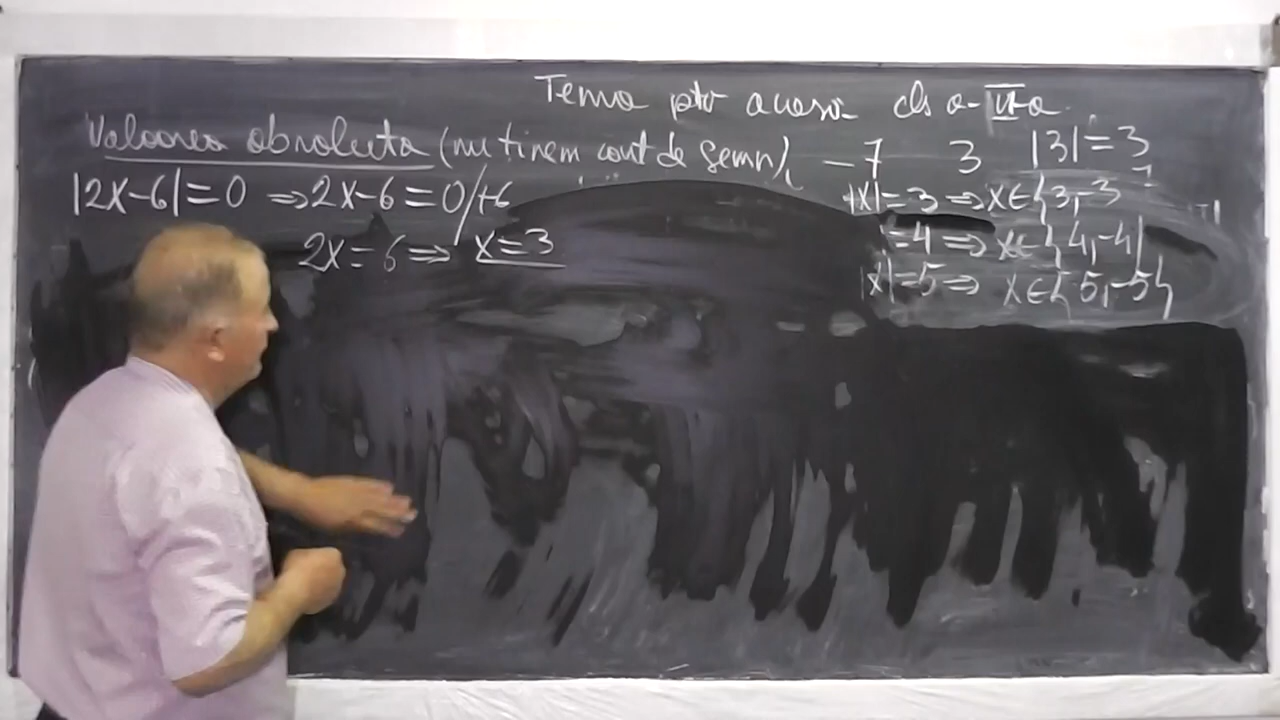 Tema ptr acasa cls a-VI-a
Valoarea absoluta (nu tinem cont de semn)
-7 3 |3|=3
|2x-6|=0 ⇒ 2x-6=0/+6
2x=6 ⇒ x=3
|x|=3 ⇒ x∈{3,-3
=4 ⇒ x∈{4,-4}
|x|=5 ⇒ x∈{5,-5}